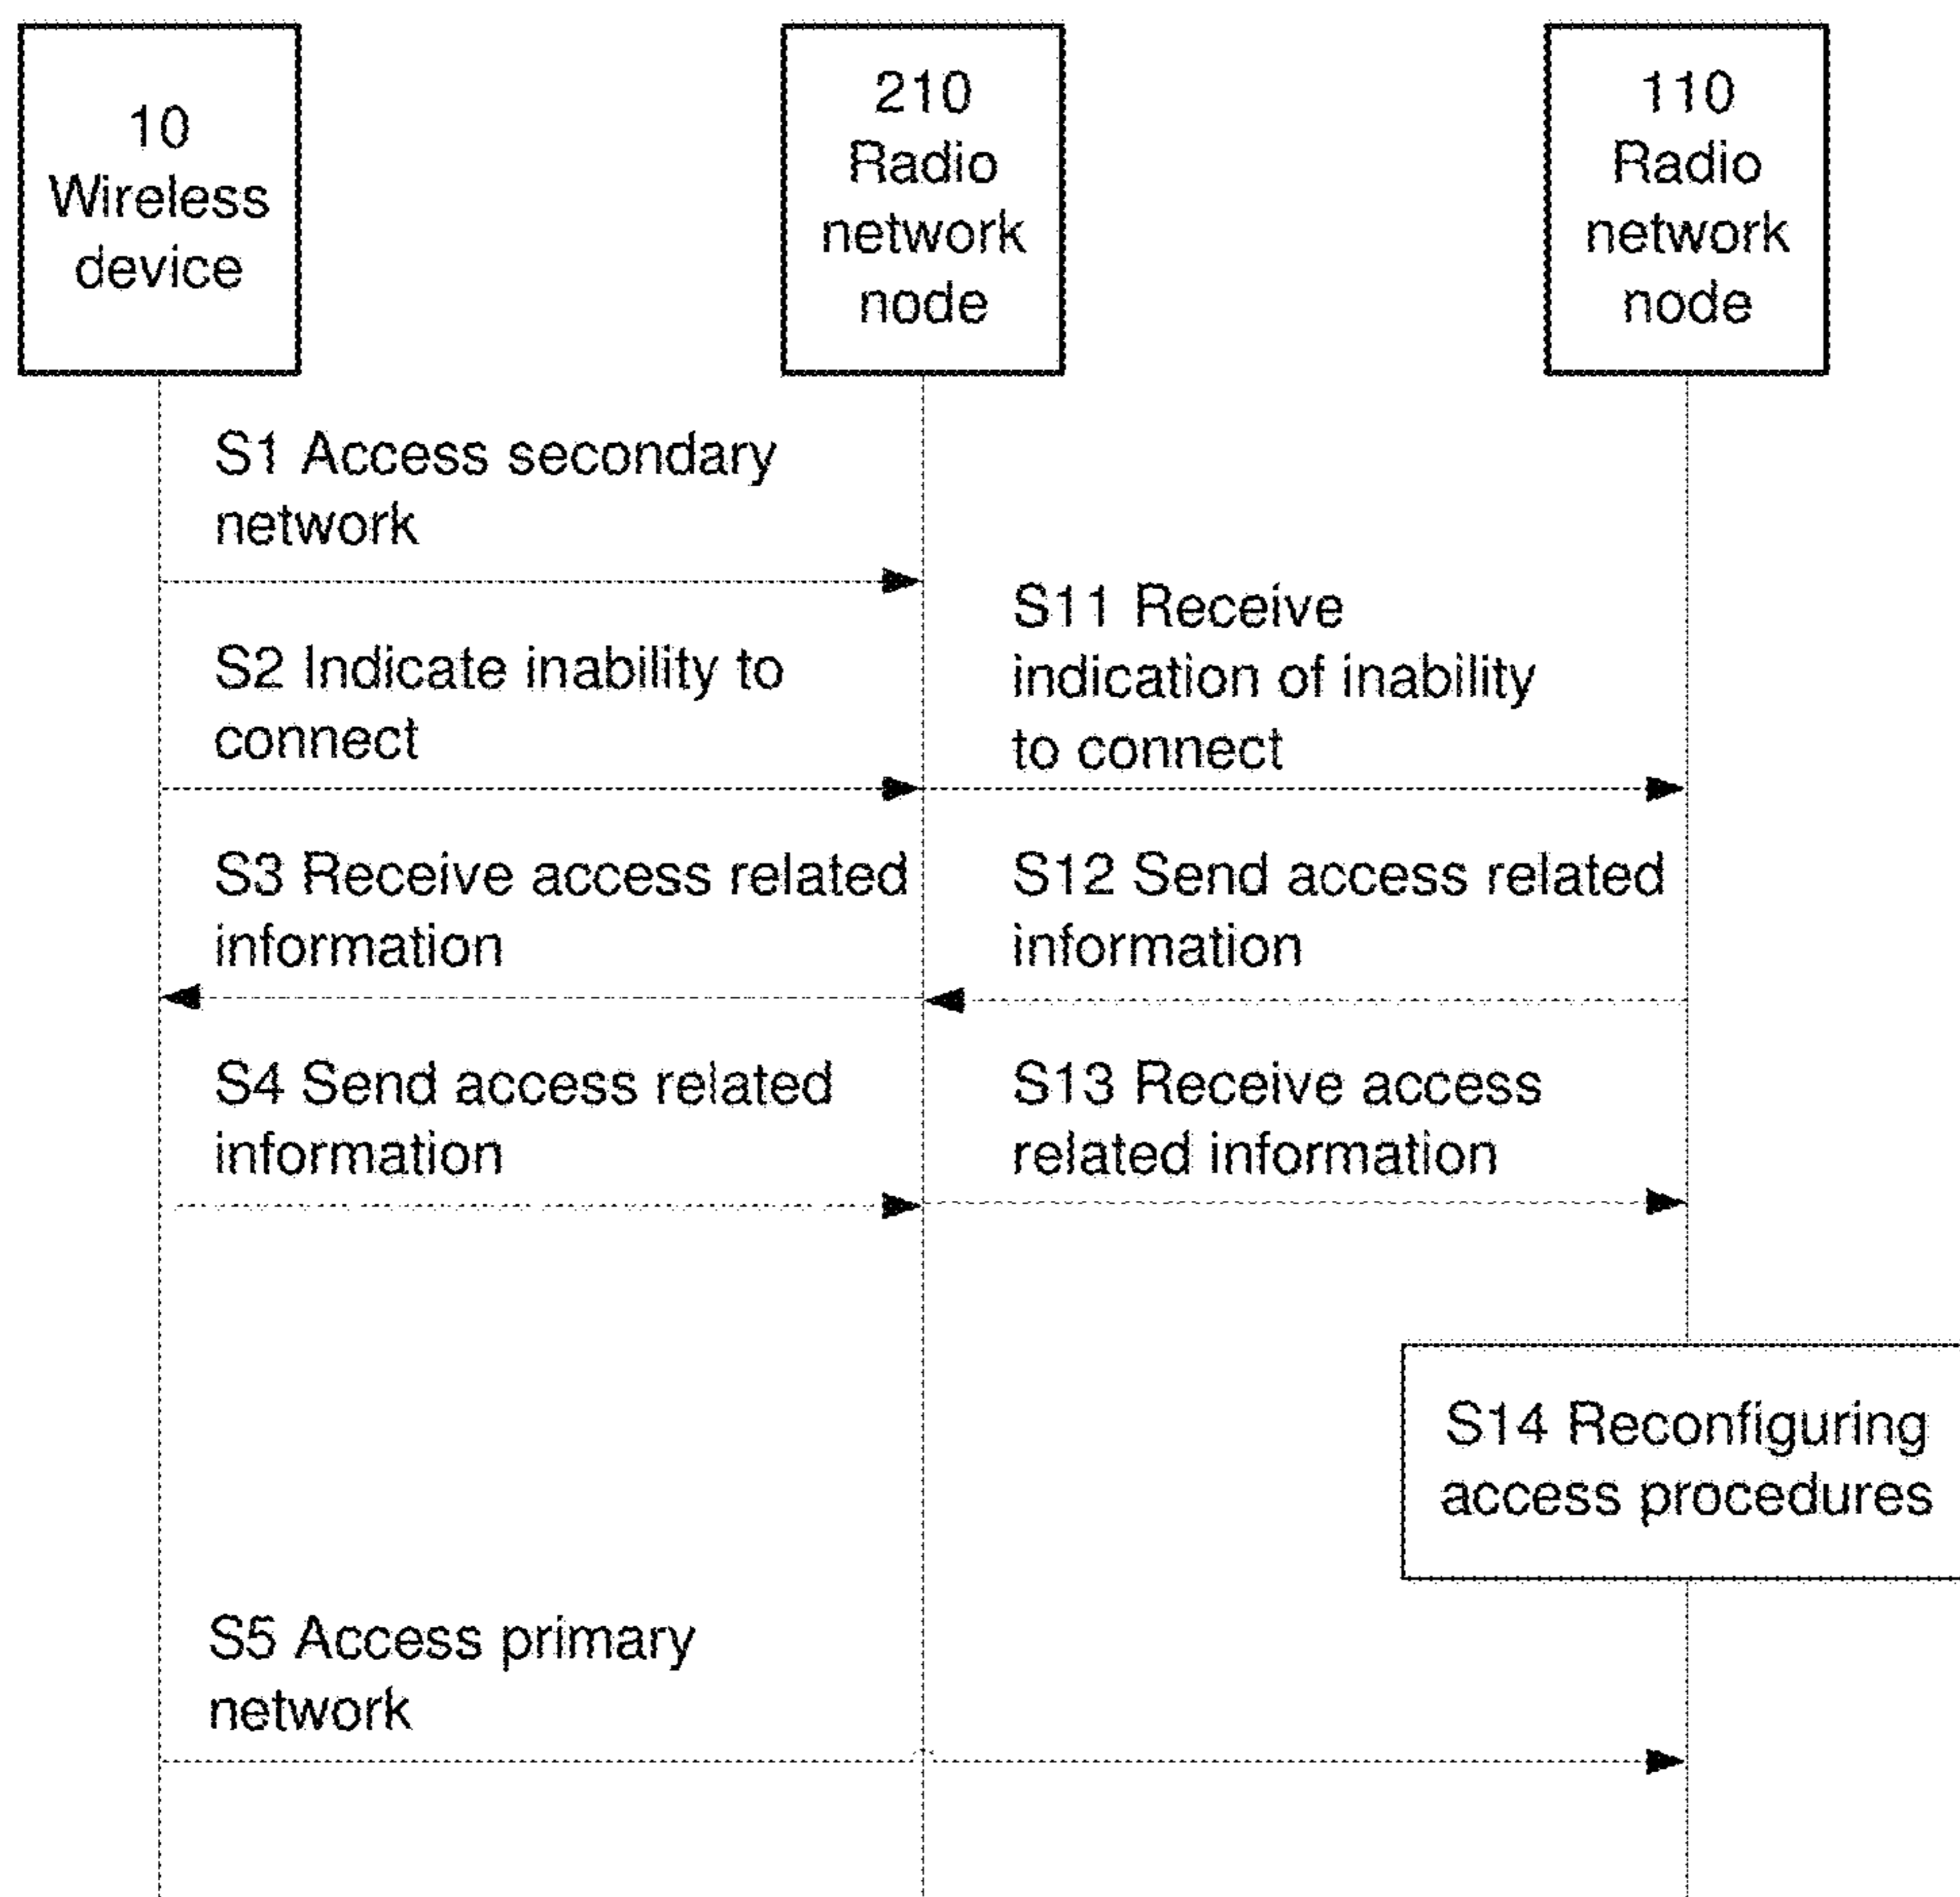 10
Wireless
device
210
Radio
network
node
110
Radio
network
node
S1 Access secondary
network
S2 Indicate inability to
connect
S11 Receive
indication of inability
to connect
S3 Receive access related
information
S12 Send access related
information
S4 Send access related
information
S13 Receive access
related information
S14 Reconfiguring
access procedures
S5 Access primary
network